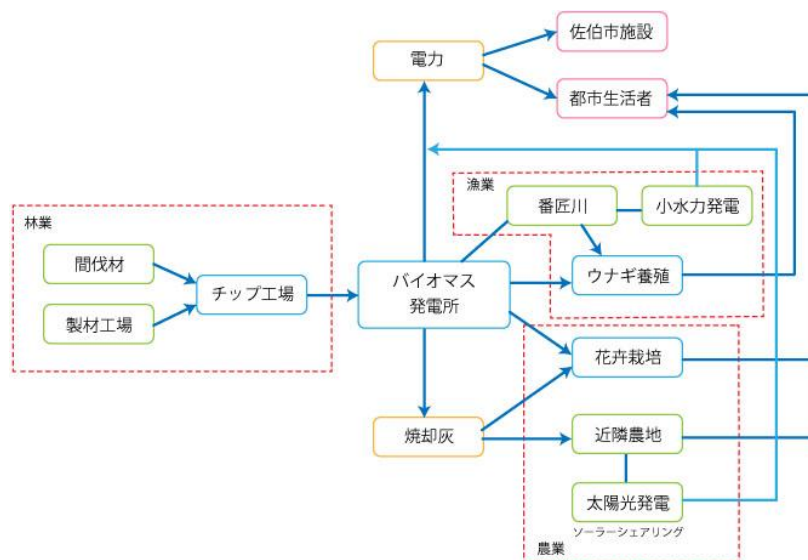 佐伯市施設
電力
都市生活者
漁業
番匠川
小水力発電
林業
間伐材
チップ工場
バイオマス
発電所
ウナギ養殖
製材工場
花卉栽培
焼却灰
近隣農地
太陽光発電
ソーラーシェアリング
農業